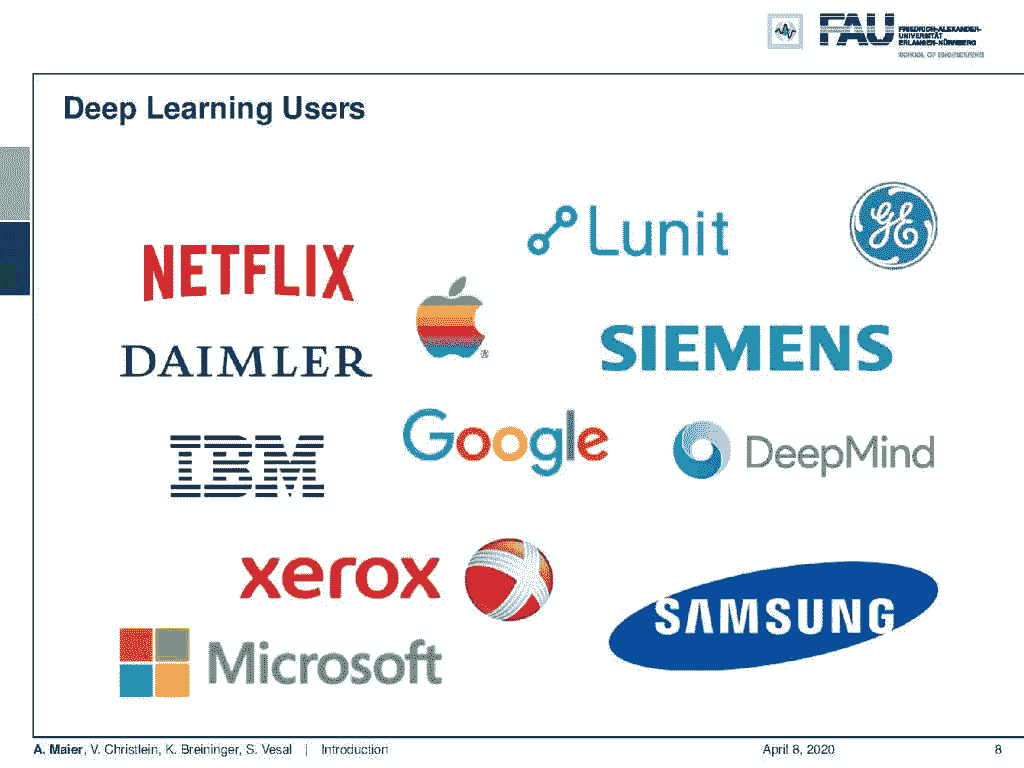 FAU
FRIEDRICH-ALEXANDER-
UNIVERSITÄT
ERLANGEN-NÜRNBERG
SCHOOL OF ENGINEERING
Deep Learning Users
Lunit
GE
NETFLIX
®
DAIMLER
SIEMENS
Google
DeepMind
IBM
xerox
SAMSUNG
Microsoft
A. Maier, V. Christlein, K. Breininger, S. Vesal | Introduction April 8, 2020 8